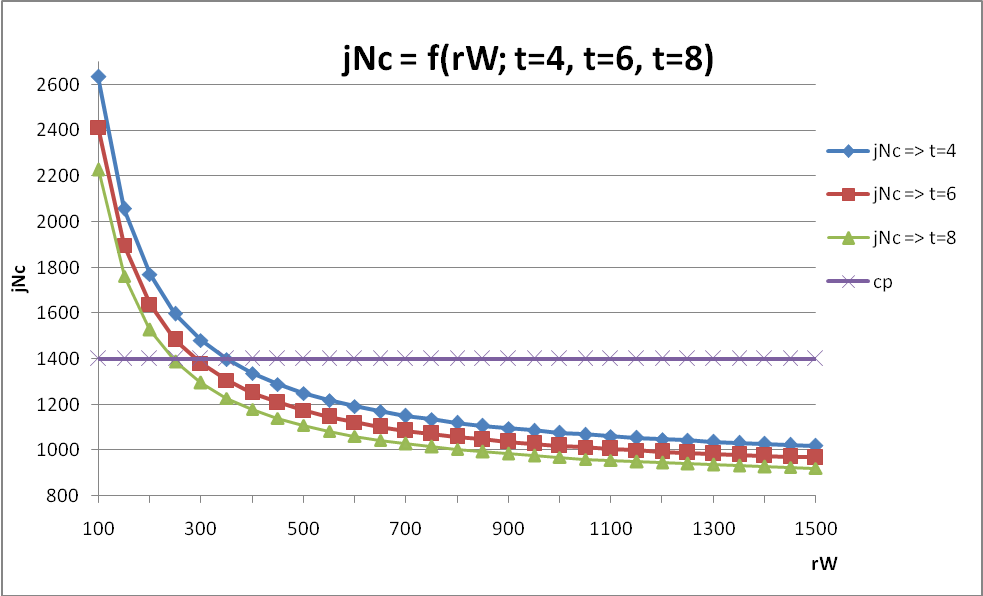 jNc = f(rW; t=4, t=6, t=8)
2600
2400
2200
2000
1800
1600
1400
1200
1000
800
jNc
100 300 500 700 900 1100 1300 1500
rW
jNc => t=4
jNc => t=6
jNc => t=8
cp